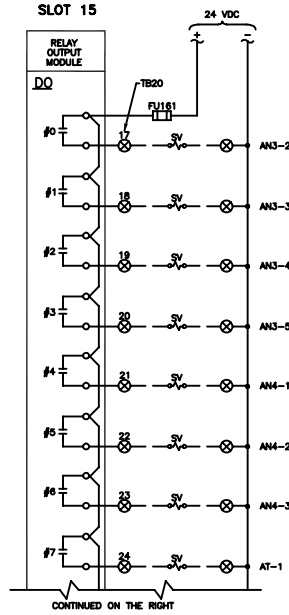 SLOT 15
24 VDC
RELAY
OUTPUT
MODULE
+ −
DO
TB20
FU161
#0 17 SV AN3-2
#1 18 SV AN3-3
#2 19 SV AN3-4
#3 20 SV AN3-5
#4 21 SV AN4-1
#5 22 SV AN4-2
#6 23 SV AN4-3
#7 24 SV AT-1
CONTINUED ON THE RIGHT